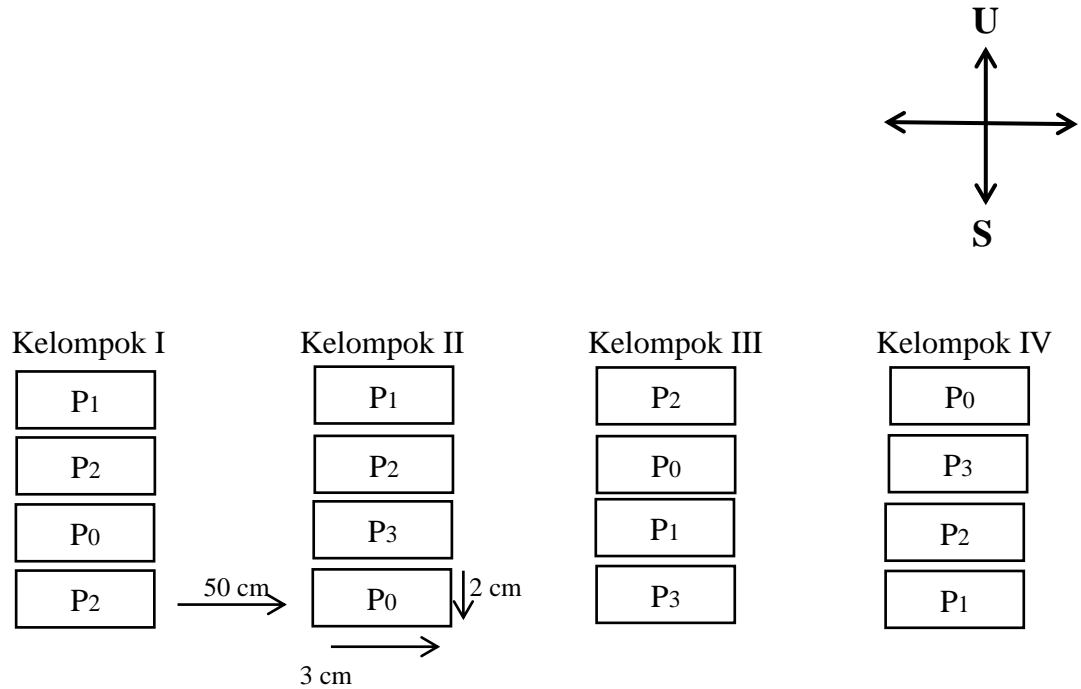 U
S
Kelompok I Kelompok II Kelompok III Kelompok IV
P1 P1 P2 P0
P2 P2 P0 P3
P0 P3 P1 P2
P2 50 cm P0 2 cm P3 P1
3 cm